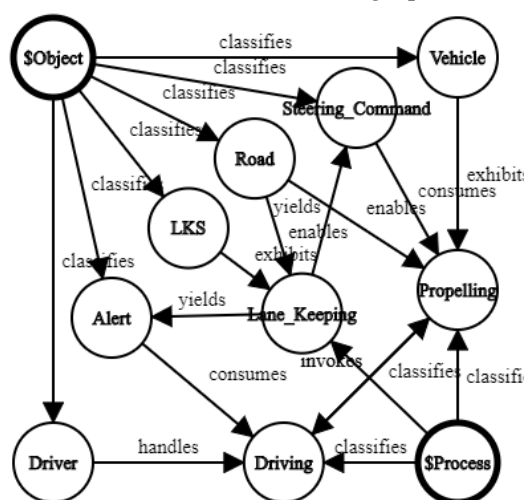 classifies
$Object
Vehicle
classifies
classifies
Steering_Command
classifies
Road
exhibits
consumes
classifies
yields
enables
LKS
enables
exhibits
classifies
Propelling
yields
Alert
Lane_Keeping
invokes
consumes
classifies
classifies
handles
classifies
Driver
Driving
$Process